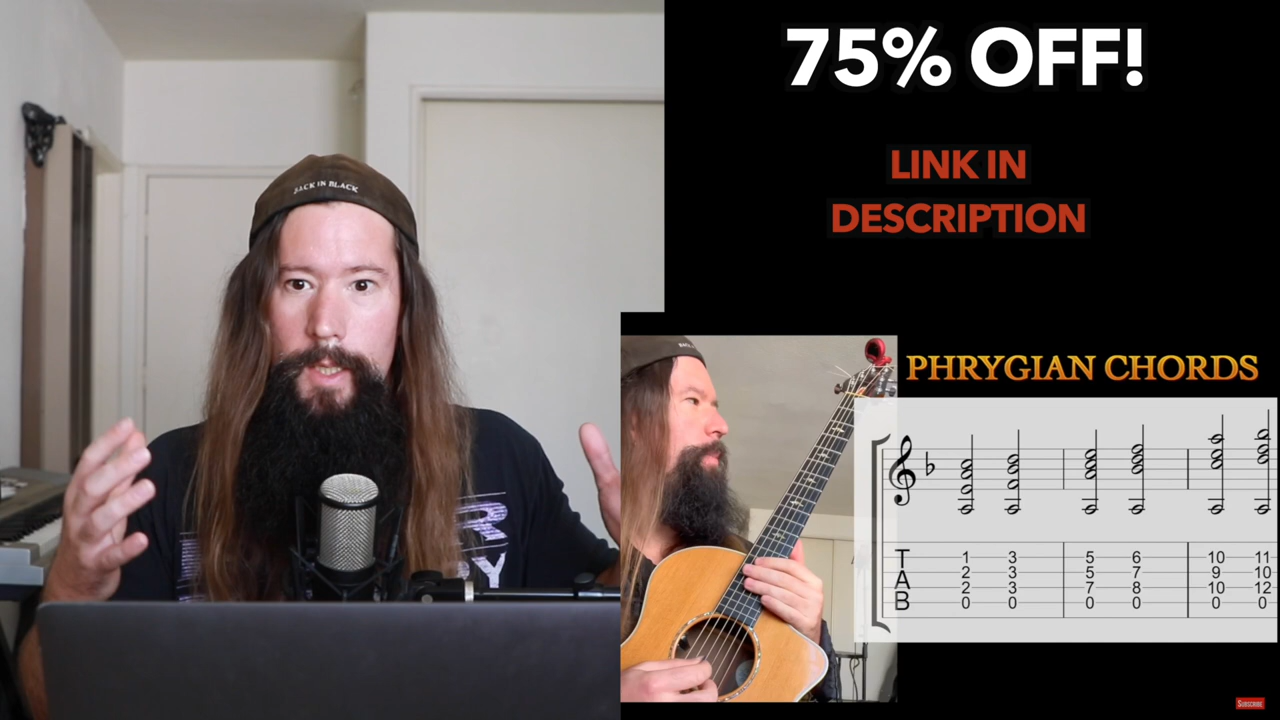 75% OFF!
LINK IN
DESCRIPTION
BACK IN BLACK
R
Y
PHRYGIAN CHORDS
T 1 3 5 6 10 11
A 2 3 5 7 9 10
2 3 7 8 10 12
B 0 0 0 0 0 0
SUBSCRIBE